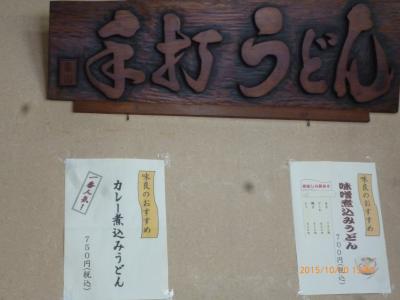 手打うどん
味良のおすすめ
一番人気!
カレー煮込みうどん
750円(税込)
味良のおすすめ
味噌煮込みうどん
700円(税込)